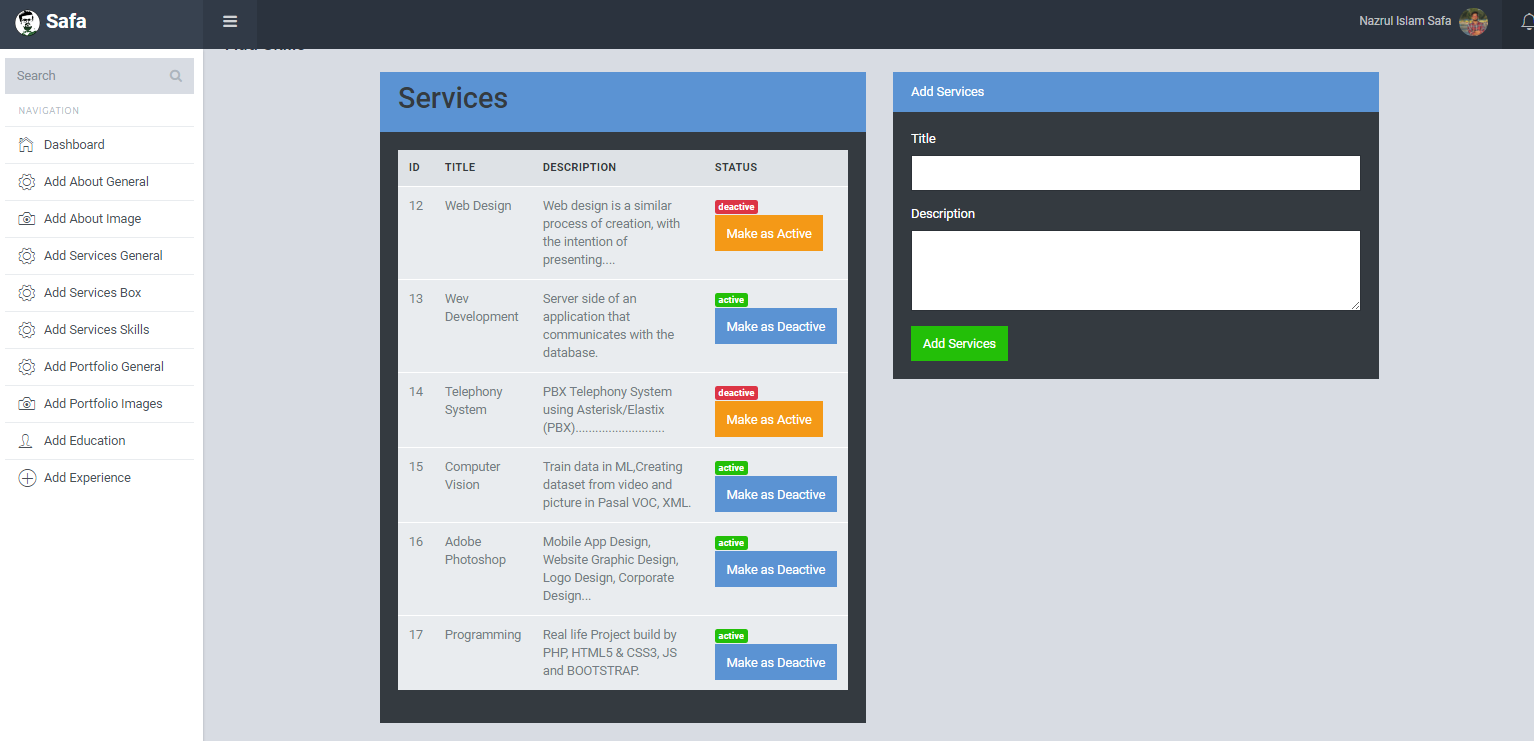 Safa
Nazrul Islam Safa
Search
NAVIGATION
Dashboard
Add About General
Add About Image
Add Services General
Add Services Box
Add Services Skills
Add Portfolio General
Add Portfolio Images
Add Education
Add Experience
Services
ID TITLE DESCRIPTION STATUS
12 Web Design Web design is a similar deactive
process of creation, with Make as Active
the intention of
presenting....
13 Wev Server side of an active
Development application that Make as Deactive
communicates with the
database.
14 Telephony PBX Telephony System deactive
System using Asterisk/Elastix Make as Active
(PBX)...........................
15 Computer Train data in ML,Creating active
Vision dataset from video and Make as Deactive
picture in Pasal VOC, XML.
16 Adobe Mobile App Design, active
Photoshop Website Graphic Design, Make as Deactive
Logo Design, Corporate
Design...
17 Programming Real life Project build by active
PHP, HTML5 & CSS3, JS Make as Deactive
and BOOTSTRAP.
Add Services
Title
Description
Add Services